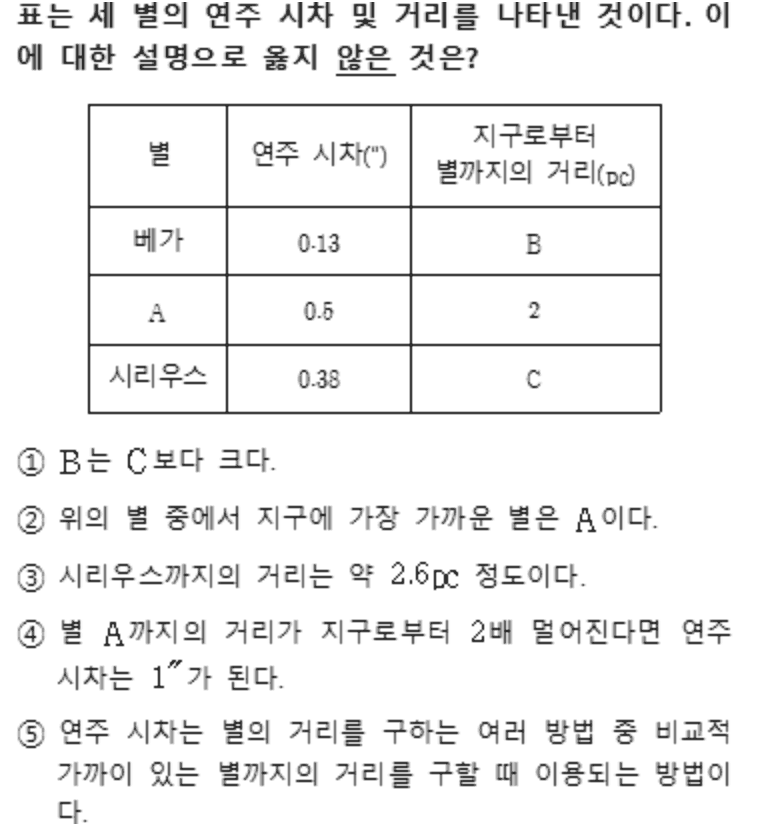 표는 세 별의 연주 시차 및 거리를 나타낸 것이다. 이
에 대한 설명으로 옳지 않은 것은?
별 연주 시차(") 지구로부터
별까지의 거리(pc)
베가 0.13 B
A 0.5 2
시리우스 0.38 C
① B는 C보다 크다.
② 위의 별 중에서 지구에 가장 가까운 별은 A이다.
③ 시리우스까지의 거리는 약 2.6pc 정도이다.
④ 별 A까지의 거리가 지구로부터 2배 멀어진다면 연주
시차는 1″가 된다.
⑤ 연주 시차는 별의 거리를 구하는 여러 방법 중 비교적
가까이 있는 별까지의 거리를 구할 때 이용되는 방법이
다.